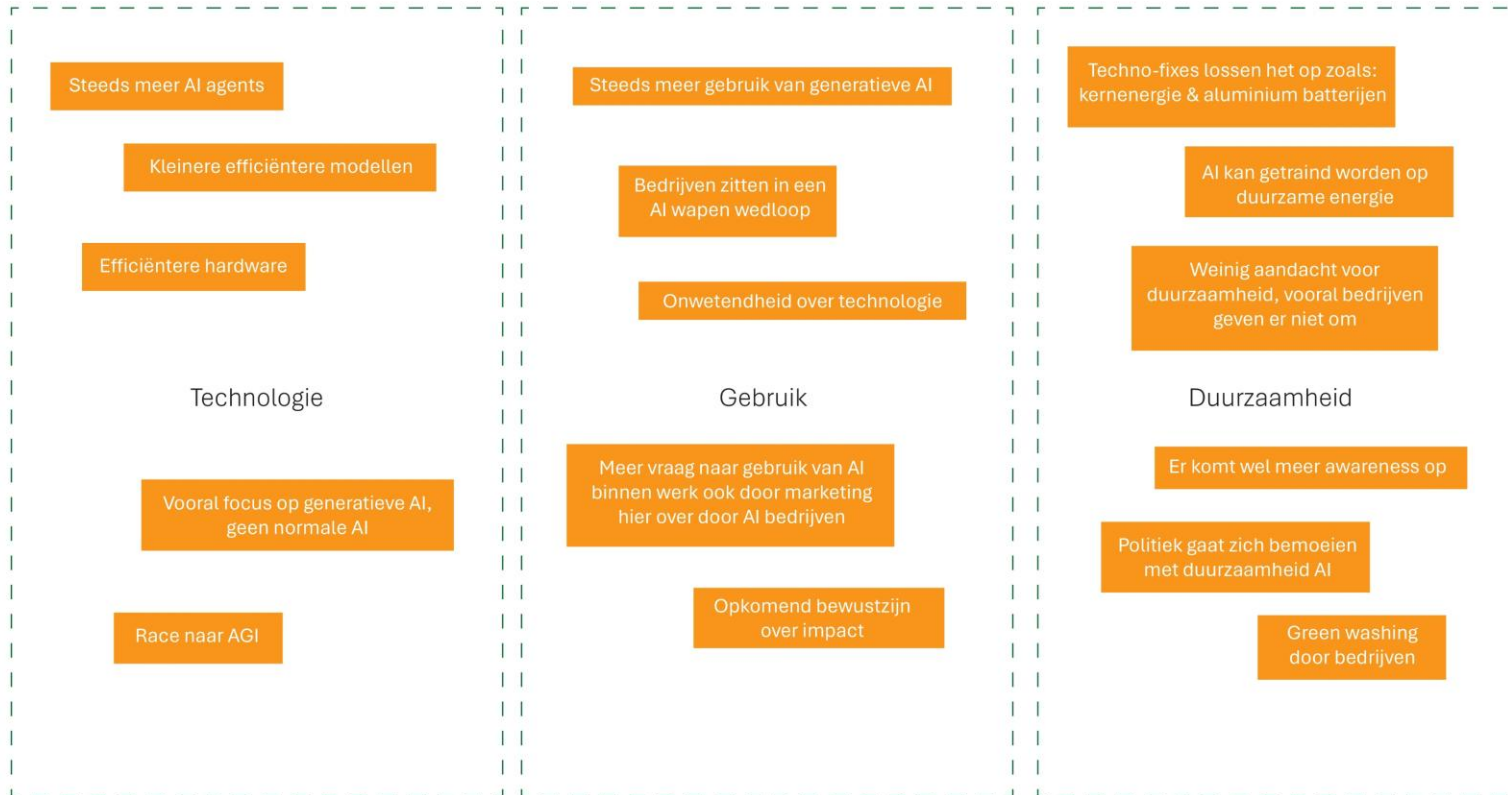 Steeds meer AI agents
Kleinere efficiëntere modellen
Efficiëntere hardware
Technologie
Vooral focus op generatieve AI,
geen normale AI
Race naar AGI
Steeds meer gebruik van generatieve AI
Bedrijven zitten in een
AI wapen wedloop
Onwetendheid over technologie
Gebruik
Meer vraag naar gebruik van AI
binnen werk ook door marketing
hier over door AI bedrijven
Opkomend bewustzijn
over impact
Techno-fixes lossen het op zoals:
kernenergie & aluminium batterijen
AI kan getraind worden op
duurzame energie
Weinig aandacht voor
duurzaamheid, vooral bedrijven
geven er niet om
Duurzaamheid
Er komt wel meer awareness op
Politiek gaat zich bemoeien
met duurzaamheid AI
Green washing
door bedrijven